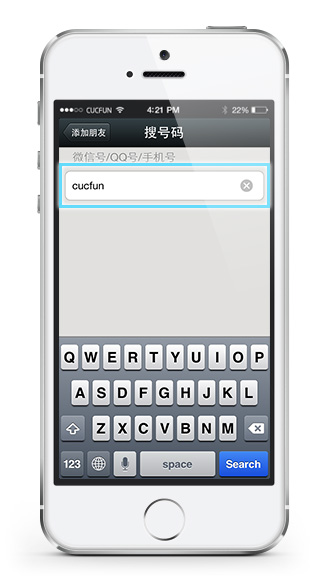 CUCFUN 4:21 PM 22%
添加朋友 搜号码
微信号/QQ号/手机号
cucfun
Q W E R T Y U I O P
A S D F G H J K L
Z X C V B N M
123 space Search